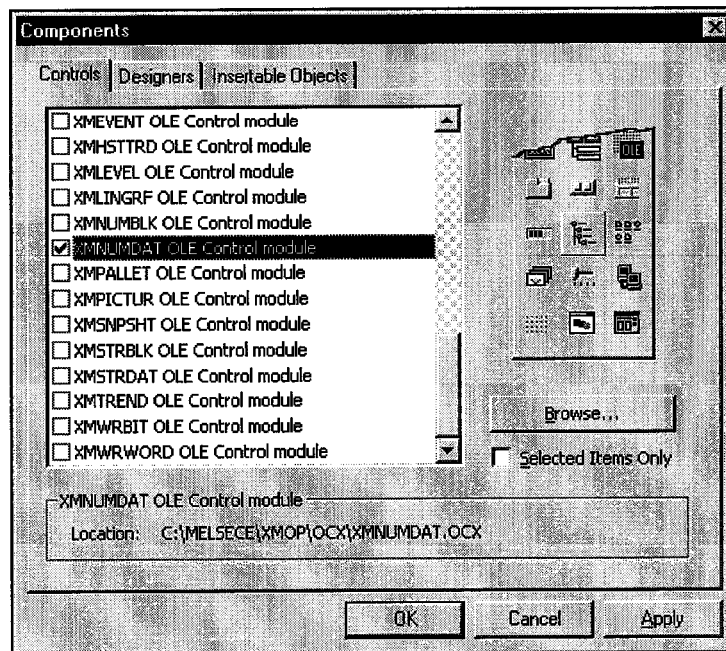 Components
Controls Designers Insertable Objects
XMEVENT OLE Control module
XMHSTTRD OLE Control module
XMLEVEL OLE Control module
XMLINGRF OLE Control module
XMNUMBLK OLE Control module
XMNUMDAT OLE Control module
XMPALLET OLE Control module
XMPICTUR OLE Control module
XMSNPSHT OLE Control module
XMSTRBLK OLE Control module
XMSTRDAT OLE Control module
XMTREND OLE Control module
XMWRBIT OLE Control module
XMWRWORD OLE Control module
OLE
Browse...
Selected Items Only
XMNUMDAT OLE Control module
Location: C:\MELSECE\XMOP\OCX\XMNUMDAT.OCX
OK Cancel Apply